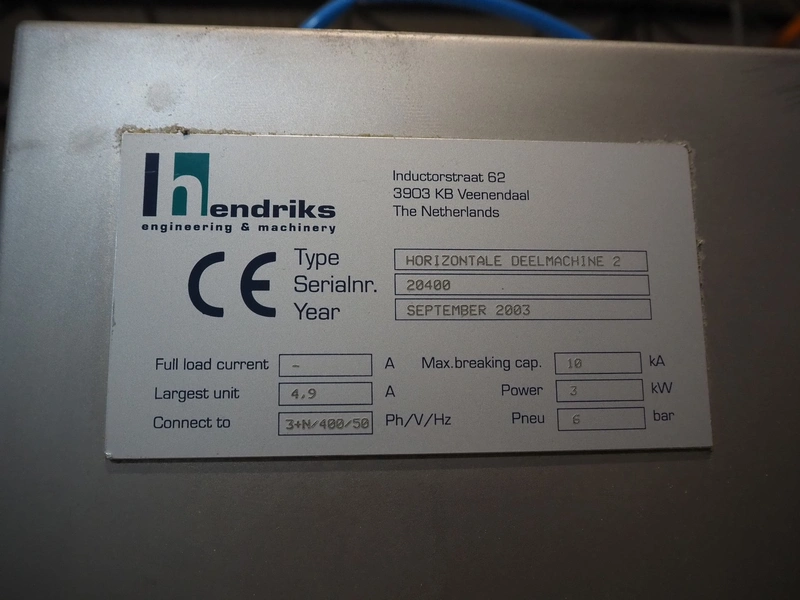 hendriks
engineering & machinery
Inductorstraat 62
3903 KB Veenendaal
The Netherlands
CE
Type HORIZONTALE DEELMACHINE 2
Serialnr. 20400
Year SEPTEMBER 2003
Full load current - A Max.breaking cap. 10 kA
Largest unit 4,9 A Power 3 kW
Connect to 3+N/400/50 Ph/V/Hz Pneu 6 bar